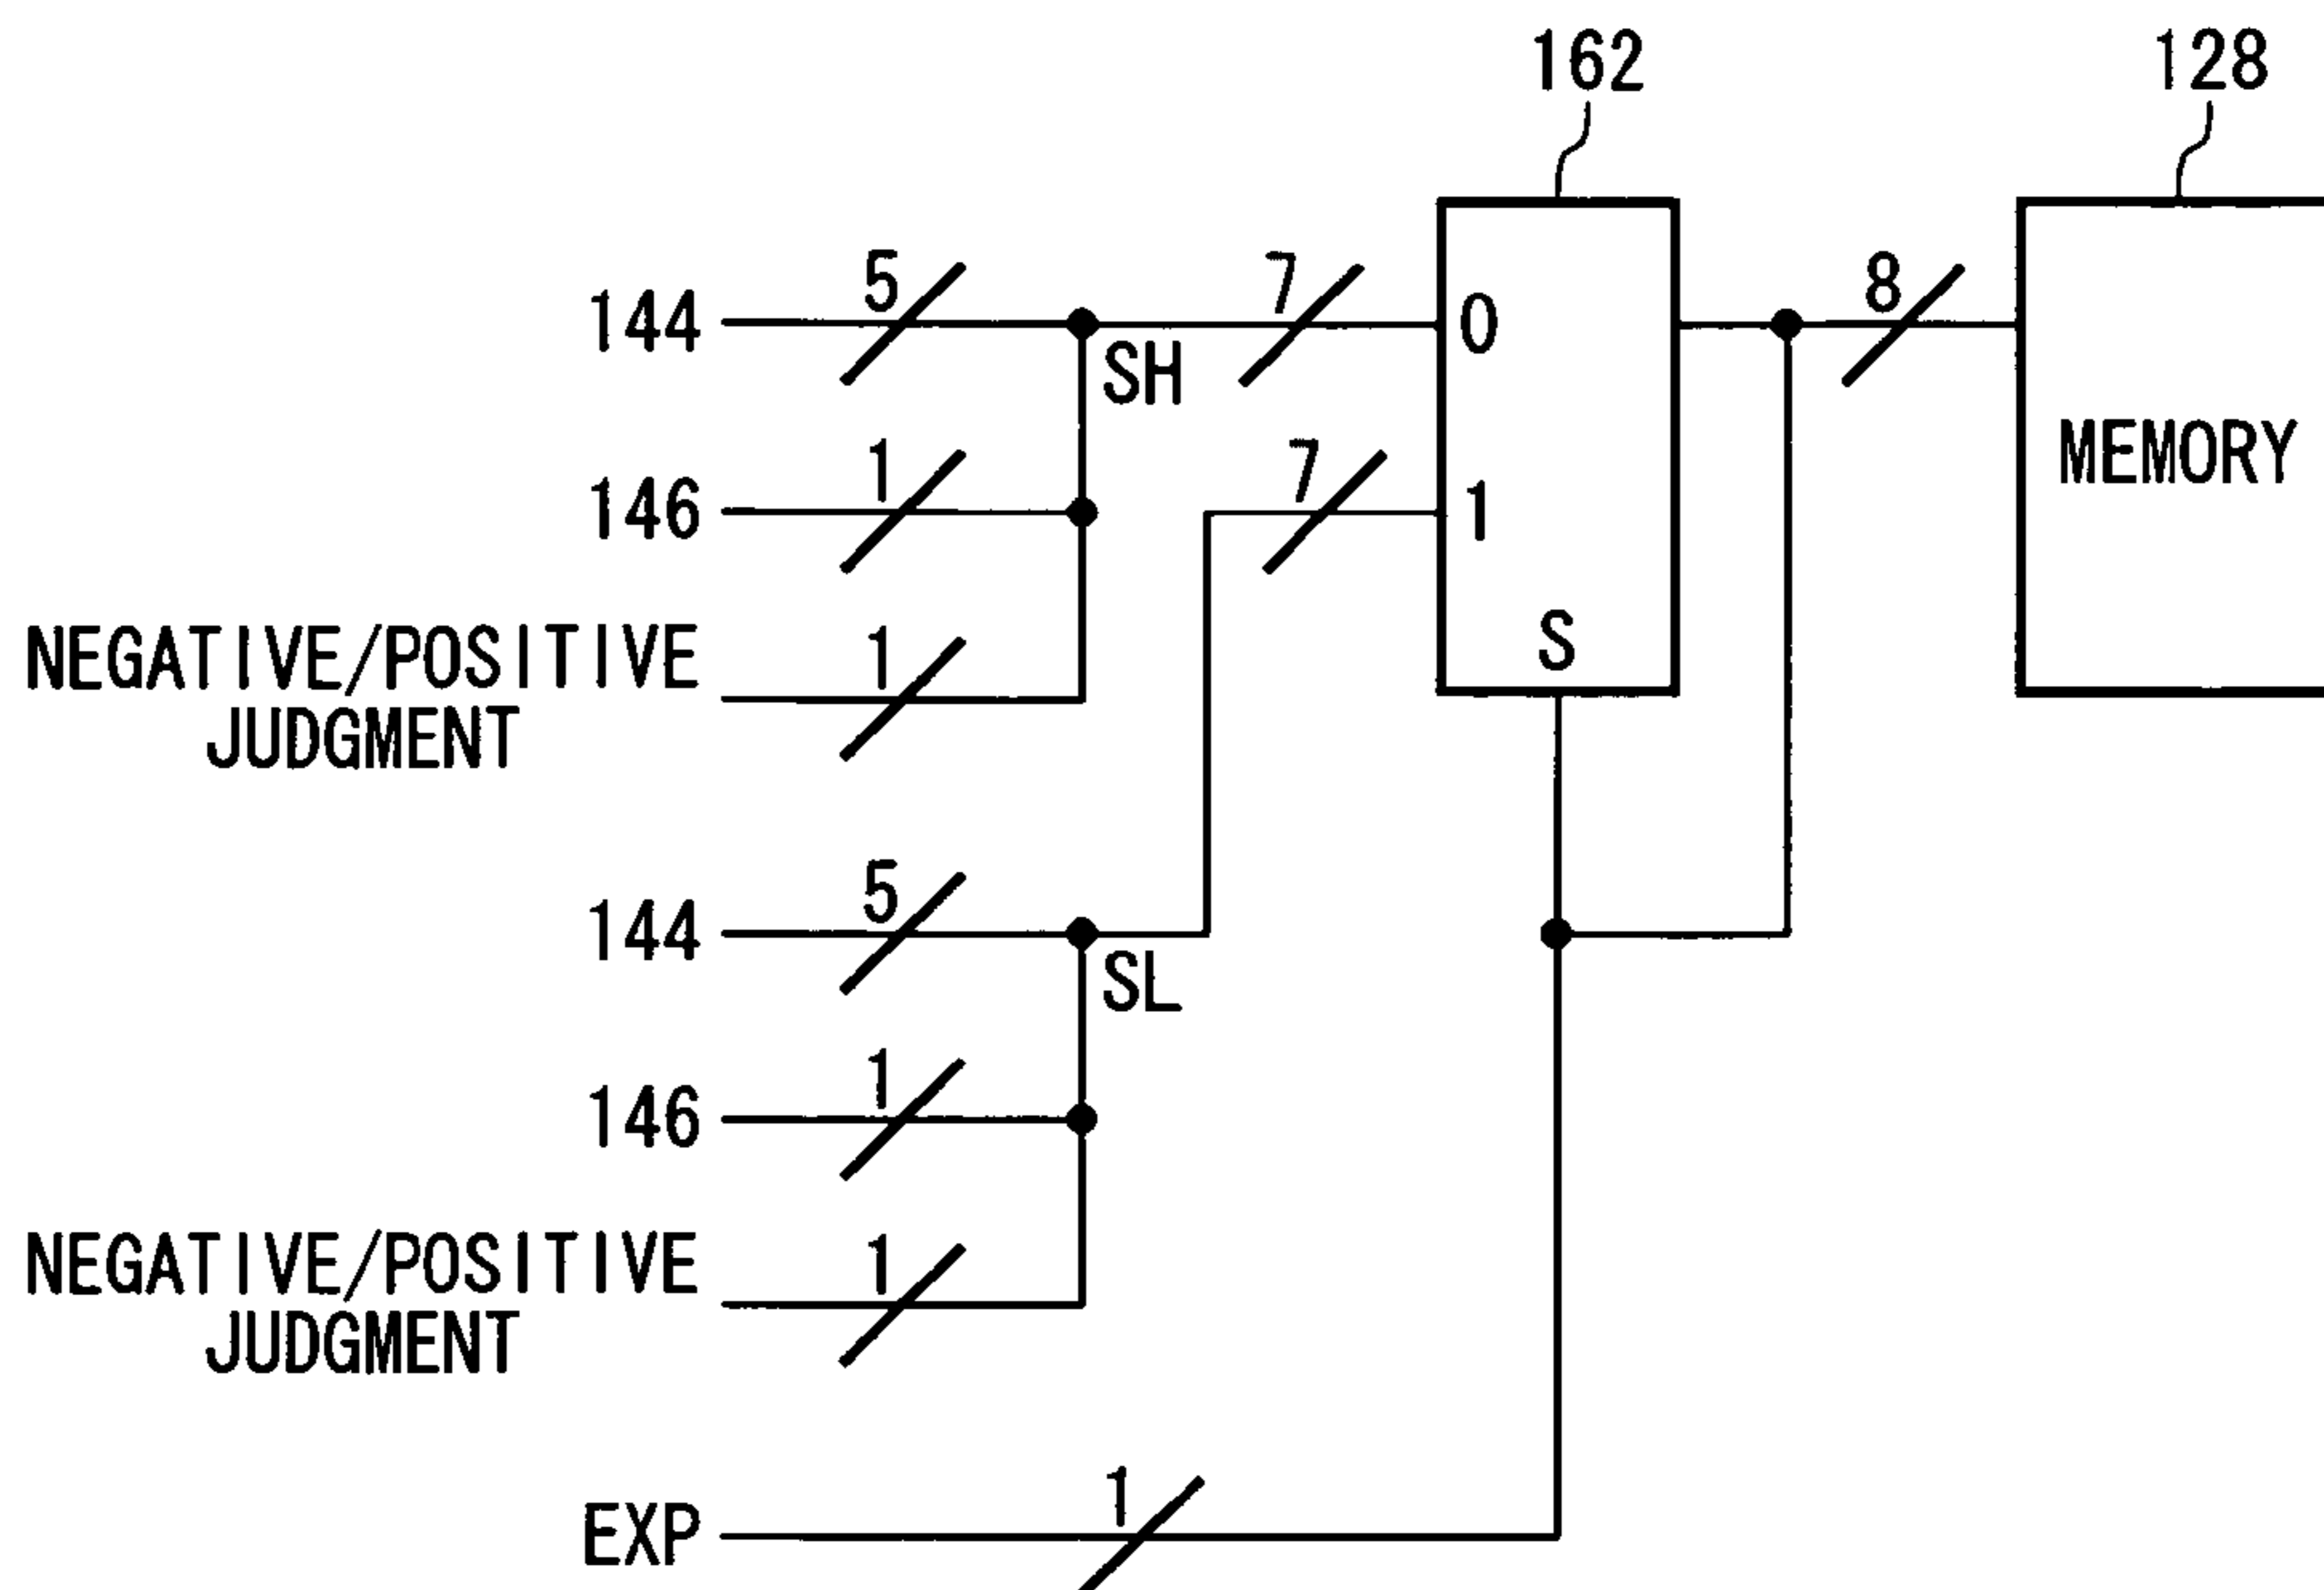 162
128
5
7
8
144
0
SH
1
7
146
1
MEMORY
NEGATIVE/POSITIVE
JUDGMENT
1
S
5
144
SL
1
146
NEGATIVE/POSITIVE
JUDGMENT
1
1
EXP